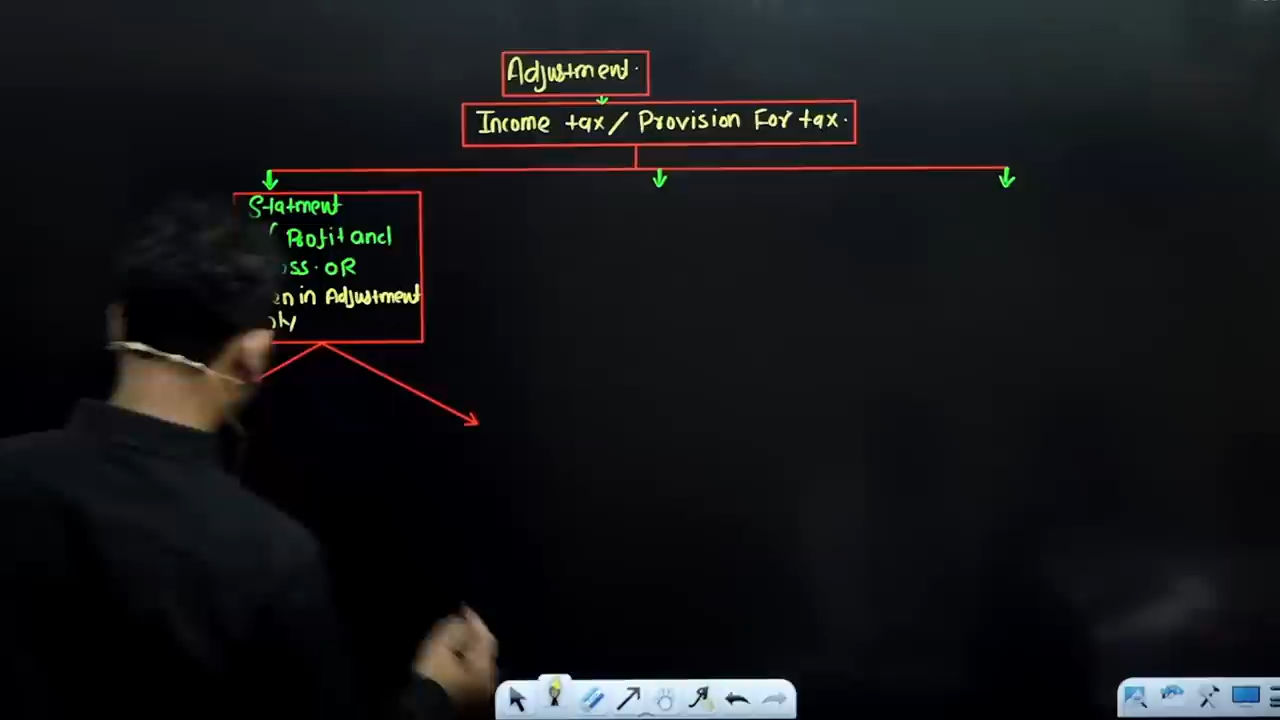 Adjustment.
Income tax / Provision For tax.
Statment
Profit and
OR
in Adjustment